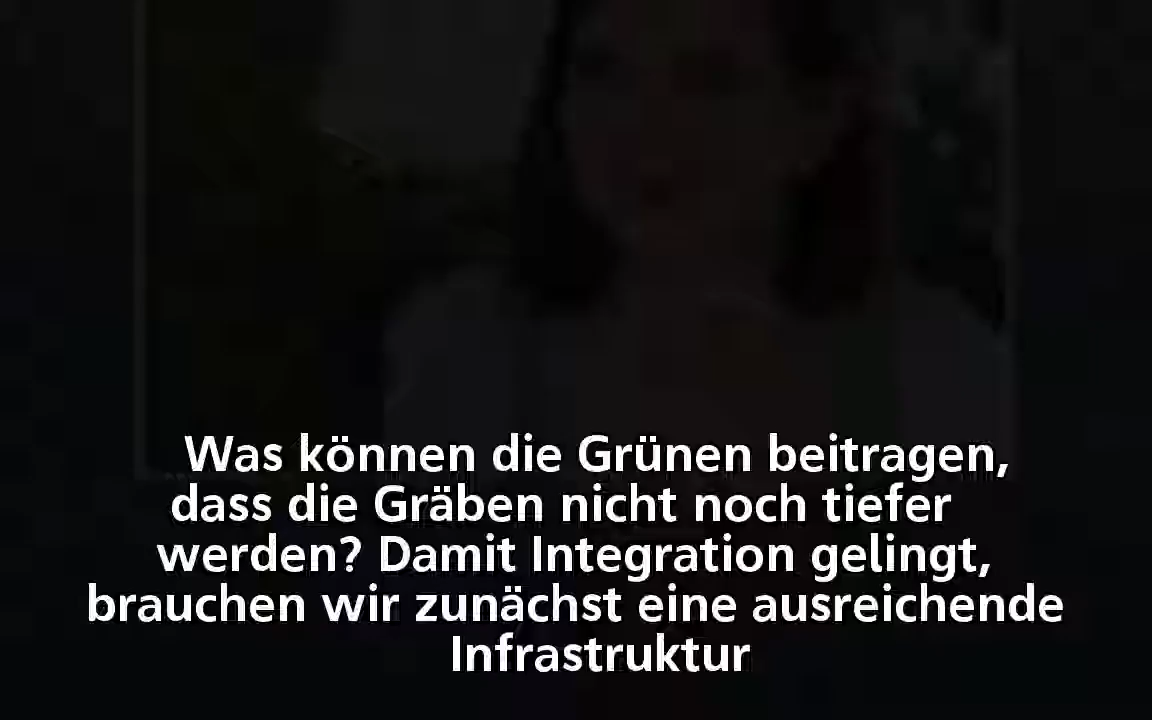 Was können die Grünen beitragen,
dass die Gräben nicht noch tiefer
werden? Damit Integration gelingt,
brauchen wir zunächst eine ausreichende
Infrastruktur